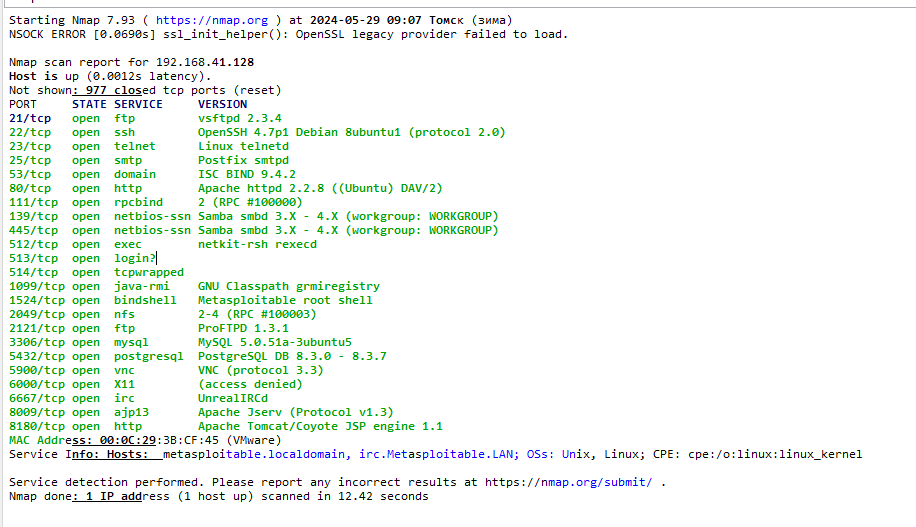 Starting Nmap 7.93 ( https://nmap.org ) at 2024-05-29 09:07 Томск (зима)
NSOCK ERROR [0.0690s] ssl_init_helper(): OpenSSL legacy provider failed to load.
Nmap scan report for 192.168.41.128
Host is up (0.0012s latency).
Not shown: 977 closed tcp ports (reset)
PORT     STATE SERVICE     VERSION
21/tcp   open  ftp         vsftpd 2.3.4
22/tcp   open  ssh         OpenSSH 4.7p1 Debian 8ubuntu1 (protocol 2.0)
23/tcp   open  telnet      Linux telnetd
25/tcp   open  smtp        Postfix smtpd
53/tcp   open  domain      ISC BIND 9.4.2
80/tcp   open  http        Apache httpd 2.2.8 ((Ubuntu) DAV/2)
111/tcp  open  rpcbind     2 (RPC #100000)
139/tcp  open  netbios-ssn Samba smbd 3.X - 4.X (workgroup: WORKGROUP)
445/tcp  open  netbios-ssn Samba smbd 3.X - 4.X (workgroup: WORKGROUP)
512/tcp  open  exec        netkit-rsh rexecd
513/tcp  open  login?
514/tcp  open  tcpwrapped
1099/tcp open  java-rmi    GNU Classpath grmiregistry
1524/tcp open  bindshell   Metasploitable root shell
2049/tcp open  nfs         2-4 (RPC #100003)
2121/tcp open  ftp         ProFTPD 1.3.1
3306/tcp open  mysql       MySQL 5.0.51a-3ubuntu5
5432/tcp open  postgresql  PostgreSQL DB 8.3.0 - 8.3.7
5900/tcp open  vnc         VNC (protocol 3.3)
6000/tcp open  X11         (access denied)
6667/tcp open  irc         UnrealIRCd
8009/tcp open  ajp13       Apache Jserv (Protocol v1.3)
8180/tcp open  http        Apache Tomcat/Coyote JSP engine 1.1
MAC Address: 00:0C:29:3B:CF:45 (VMware)
Service Info: Hosts:  metasploitable.localdomain, irc.Metasploitable.LAN; OSs: Unix, Linux; CPE: cpe:/o:linux:linux_kernel
Service detection performed. Please report any incorrect results at https://nmap.org/submit/ .
Nmap done: 1 IP address (1 host up) scanned in 12.42 seconds